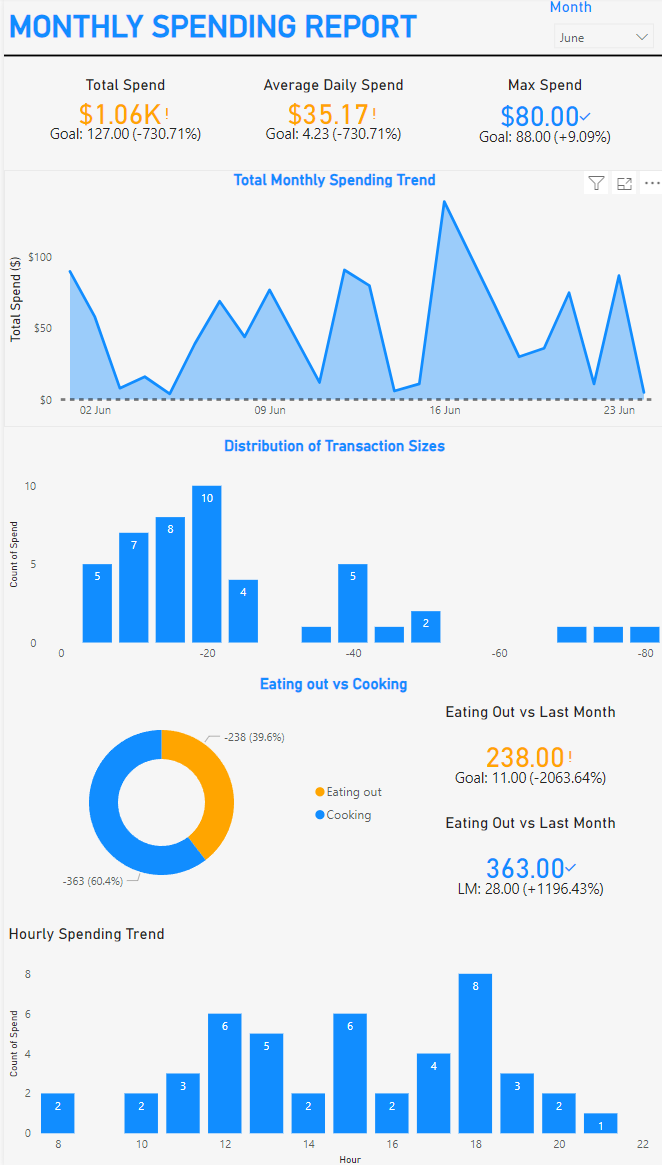 Month
MONTHLY SPENDING REPORT
June
Total Spend
Average Daily Spend
Max Spend
$1.06K!
$35.17!
$80.00
Goal: 127.00 (-730.71%)
Goal: 4.23 (-730.71%)
Goal: 88.00 (+9.09%)
Total Monthly Spending Trend
Total Spend ($)
$100
$50
$0
02 Jun
09 Jun
16 Jun
23 Jun
Distribution of Transaction Sizes
Count of Spend
10
5
0
5
7
8
10
4
5
2
0
-20
-40
-60
-80
Eating out vs Cooking
-238 (39.6%)
-363 (60.4%)
Eating out
Cooking
Eating Out vs Last Month
238.00!
Goal: 11.00 (-2063.64%)
Eating Out vs Last Month
363.00
LM: 28.00 (+1196.43%)
Hourly Spending Trend
Count of Spend
8
6
4
2
0
2
2
3
6
5
2
6
2
4
8
3
2
1
8
10
12
14
16
18
20
22
Hour